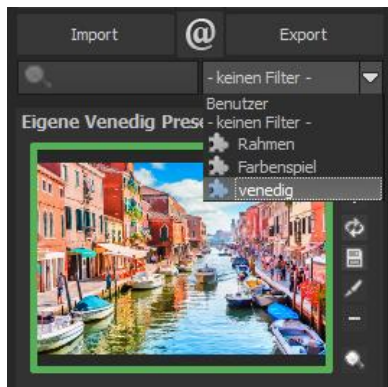 Import
@
Export
- keinen Filter -
Benutzer
Eigene Venedig Prese
- keinen Filter -
Rahmen
Farbenspiel
venedig